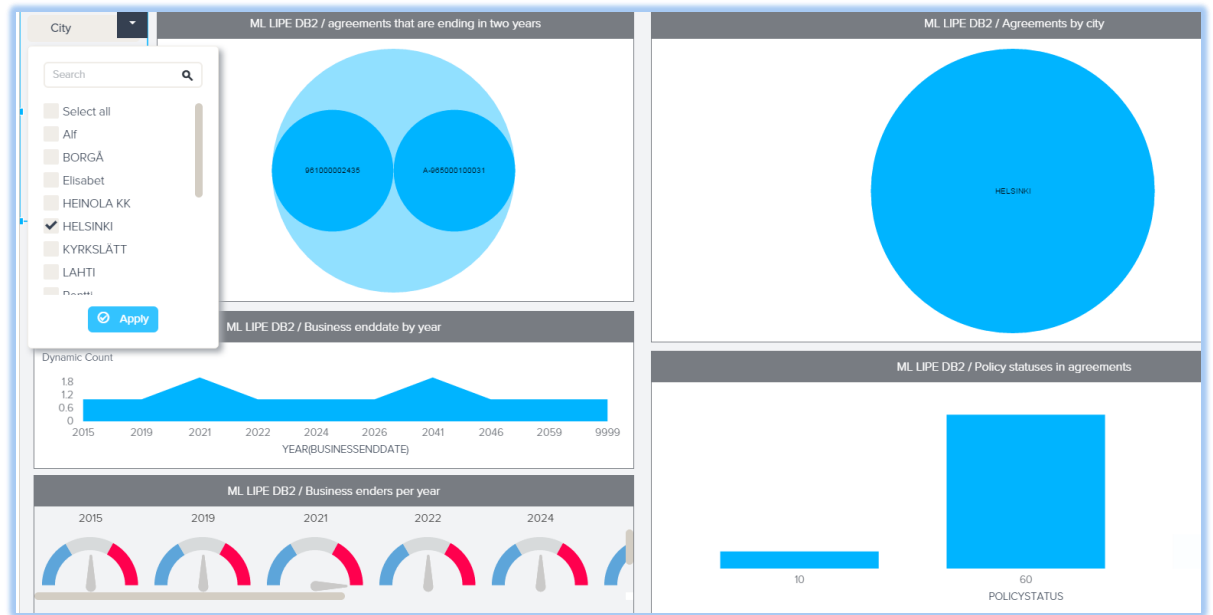 City
Search
Select all
Alf
BORGÅ
Elisabet
HEINOLA KK
HELSINKI
KYRKSLÄTT
LAHTI
Apply
ML LIPE DB2 / agreements that are ending in two years
961000002435
A-965000100031
ML LIPE DB2 / Agreements by city
HELSINKI
ML LIPE DB2 / Business enddate by year
Dynamic Count
1.8
1.2
0.6
0
2015 2019 2021 2022 2024 2026 2041 2046 2059 9999
YEAR(BUSINESSENDDATE)
ML LIPE DB2 / Policy statuses in agreements
10 60
POLICYSTATUS
ML LIPE DB2 / Business enders per year
2015 2019 2021 2022 2024